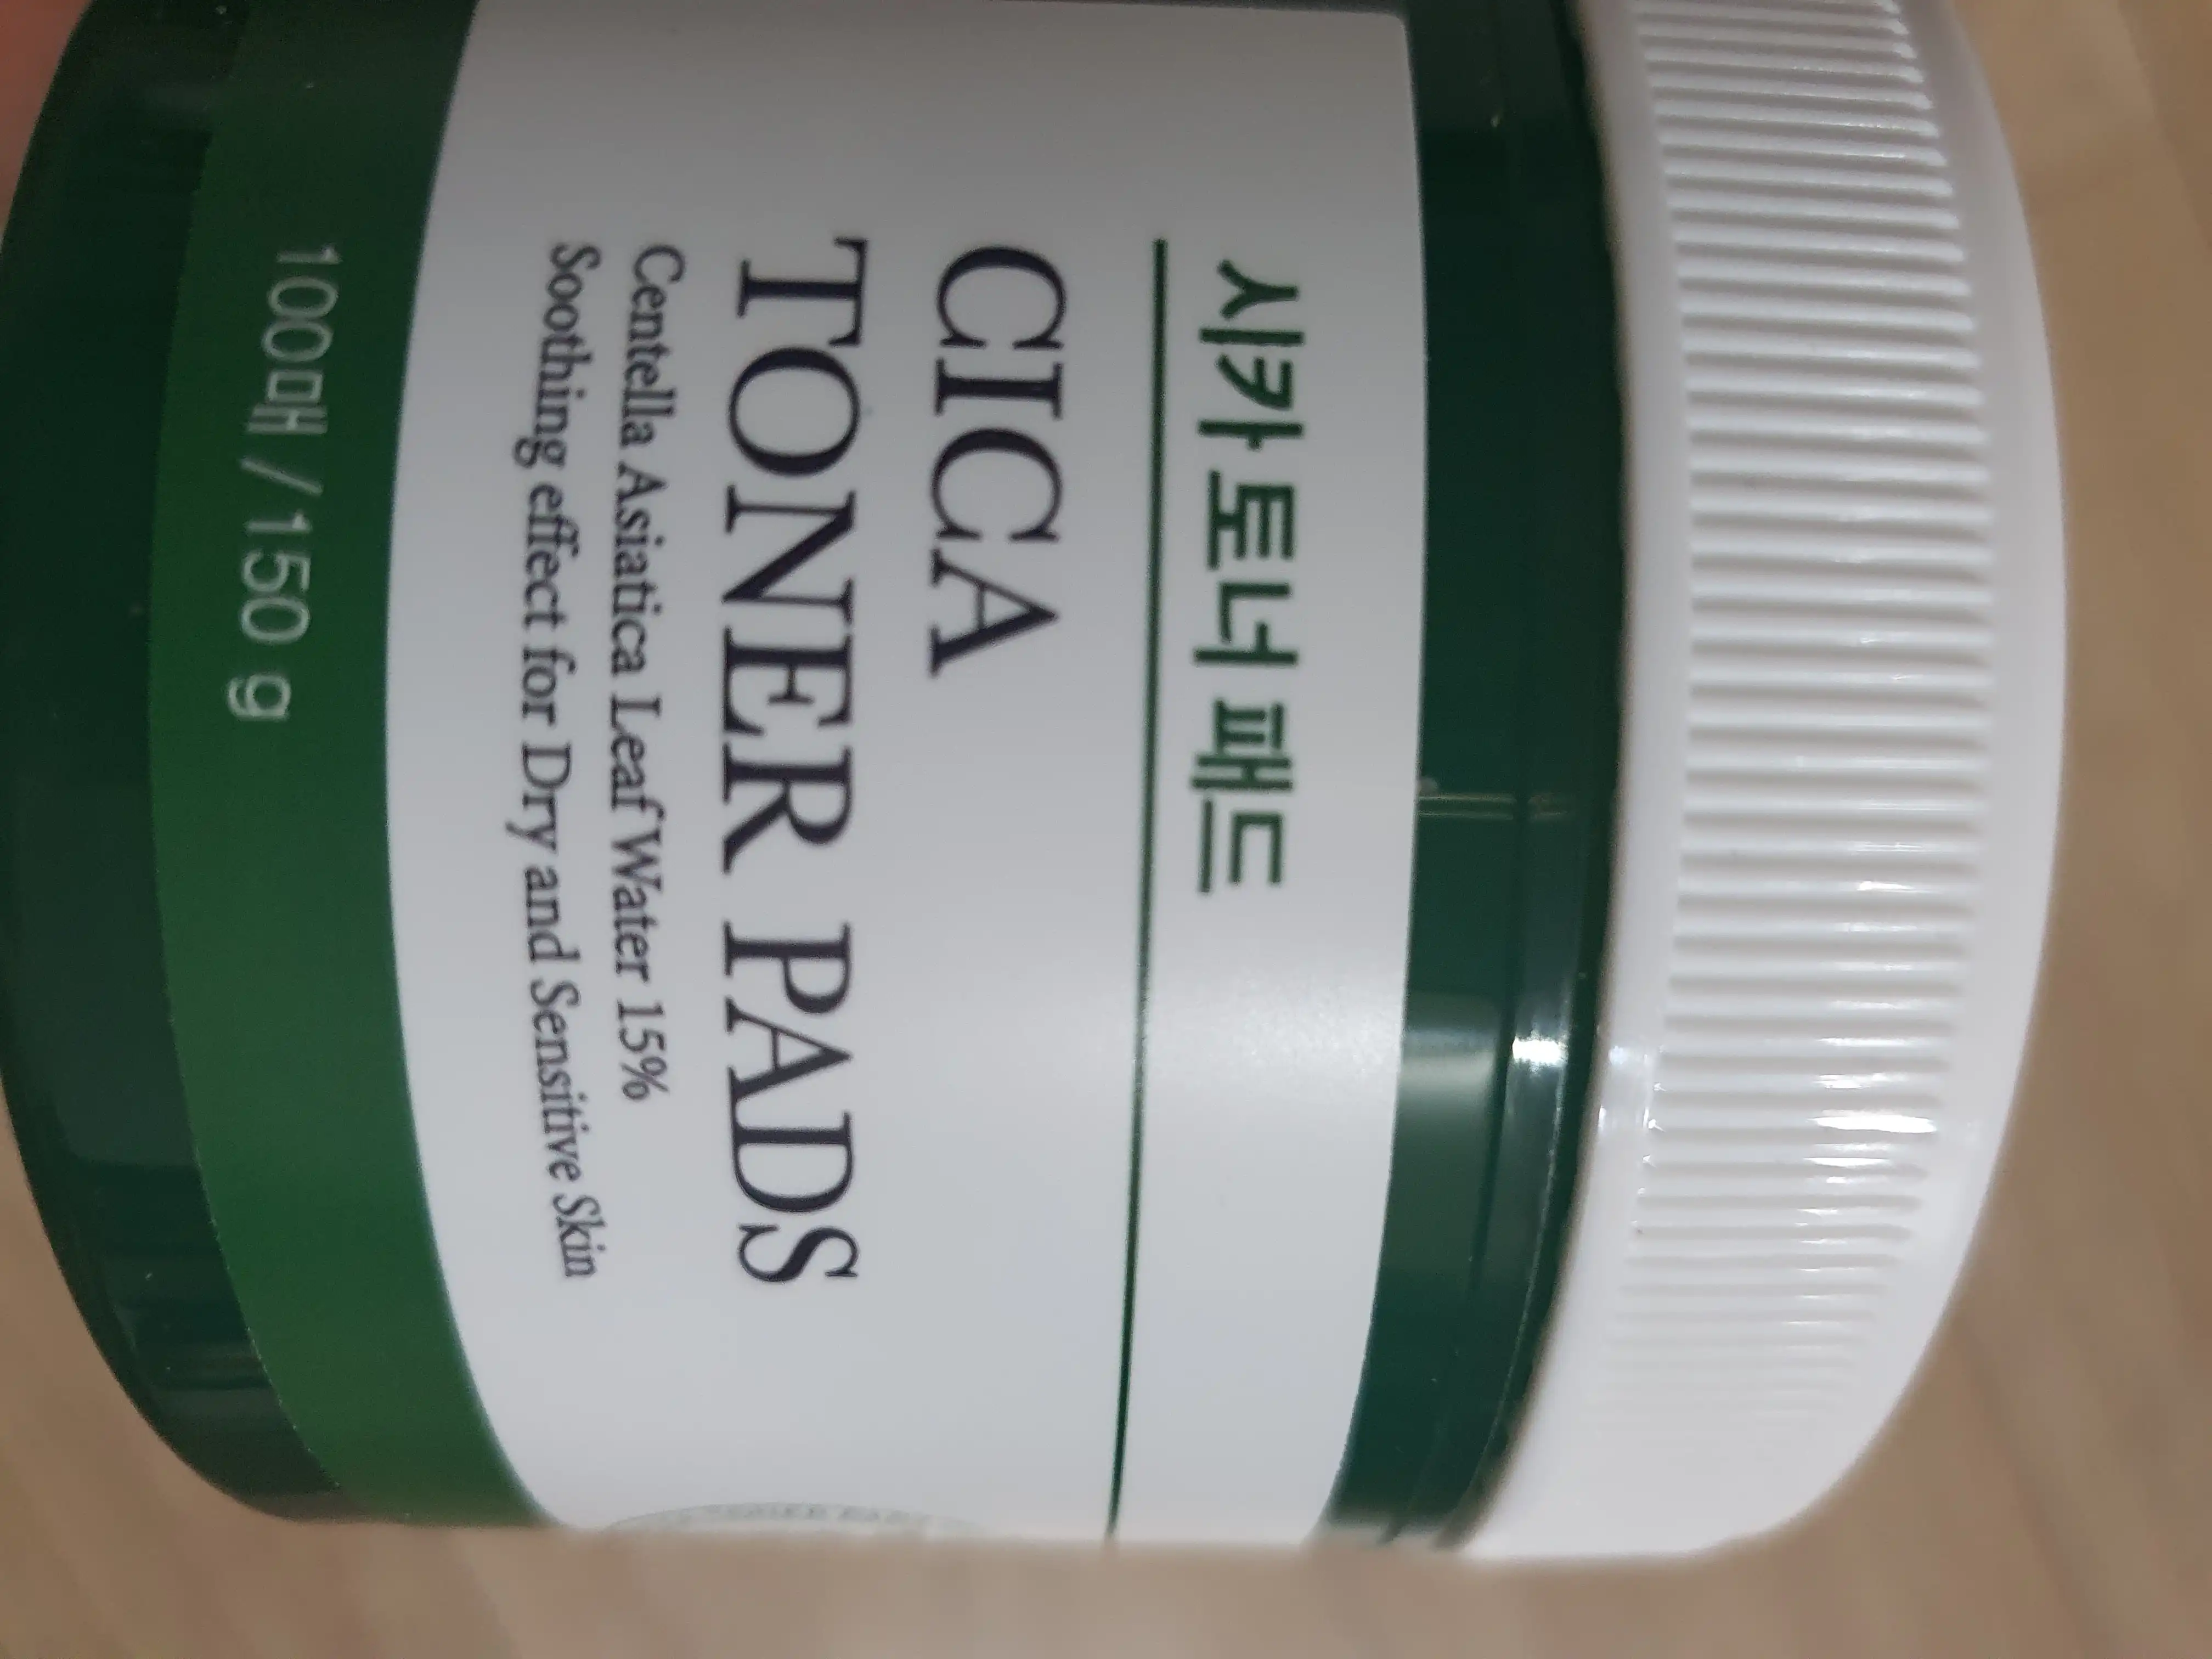 시카 토너 패드
CICA
TONER PADS
Centella Asiatica Leaf Water 15%
Soothing effect for Dry and Sensitive Skin
100매 / 150 g